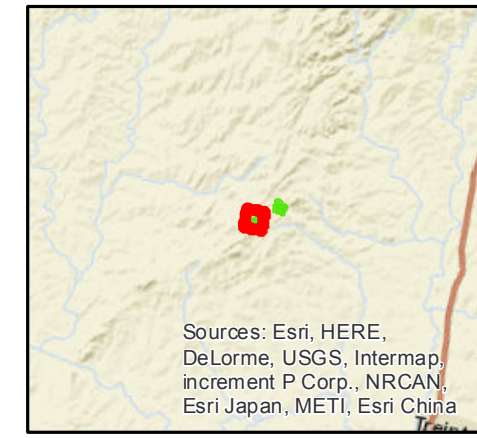 Sources: Esri, HERE,
DeLorme, USGS, Intermap,
increment P Corp., NRCAN,
Esri Japan, METI, Esri China